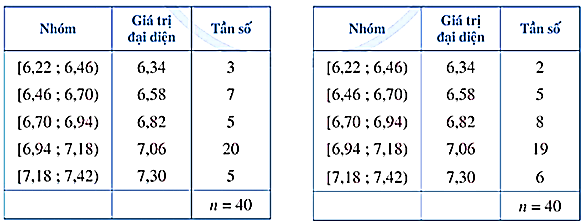 Nhóm Giá trị đại diện Tần số
[6,22 ; 6,46) 6,34 3
[6,46 ; 6,70) 6,58 7
[6,70 ; 6,94) 6,82 5
[6,94 ; 7,18) 7,06 20
[7,18 ; 7,42) 7,30 5
n = 40
Nhóm Giá trị đại diện Tần số
[6,22 ; 6,46) 6,34 2
[6,46 ; 6,70) 6,58 5
[6,70 ; 6,94) 6,82 8
[6,94 ; 7,18) 7,06 19
[7,18 ; 7,42) 7,30 6
n = 40